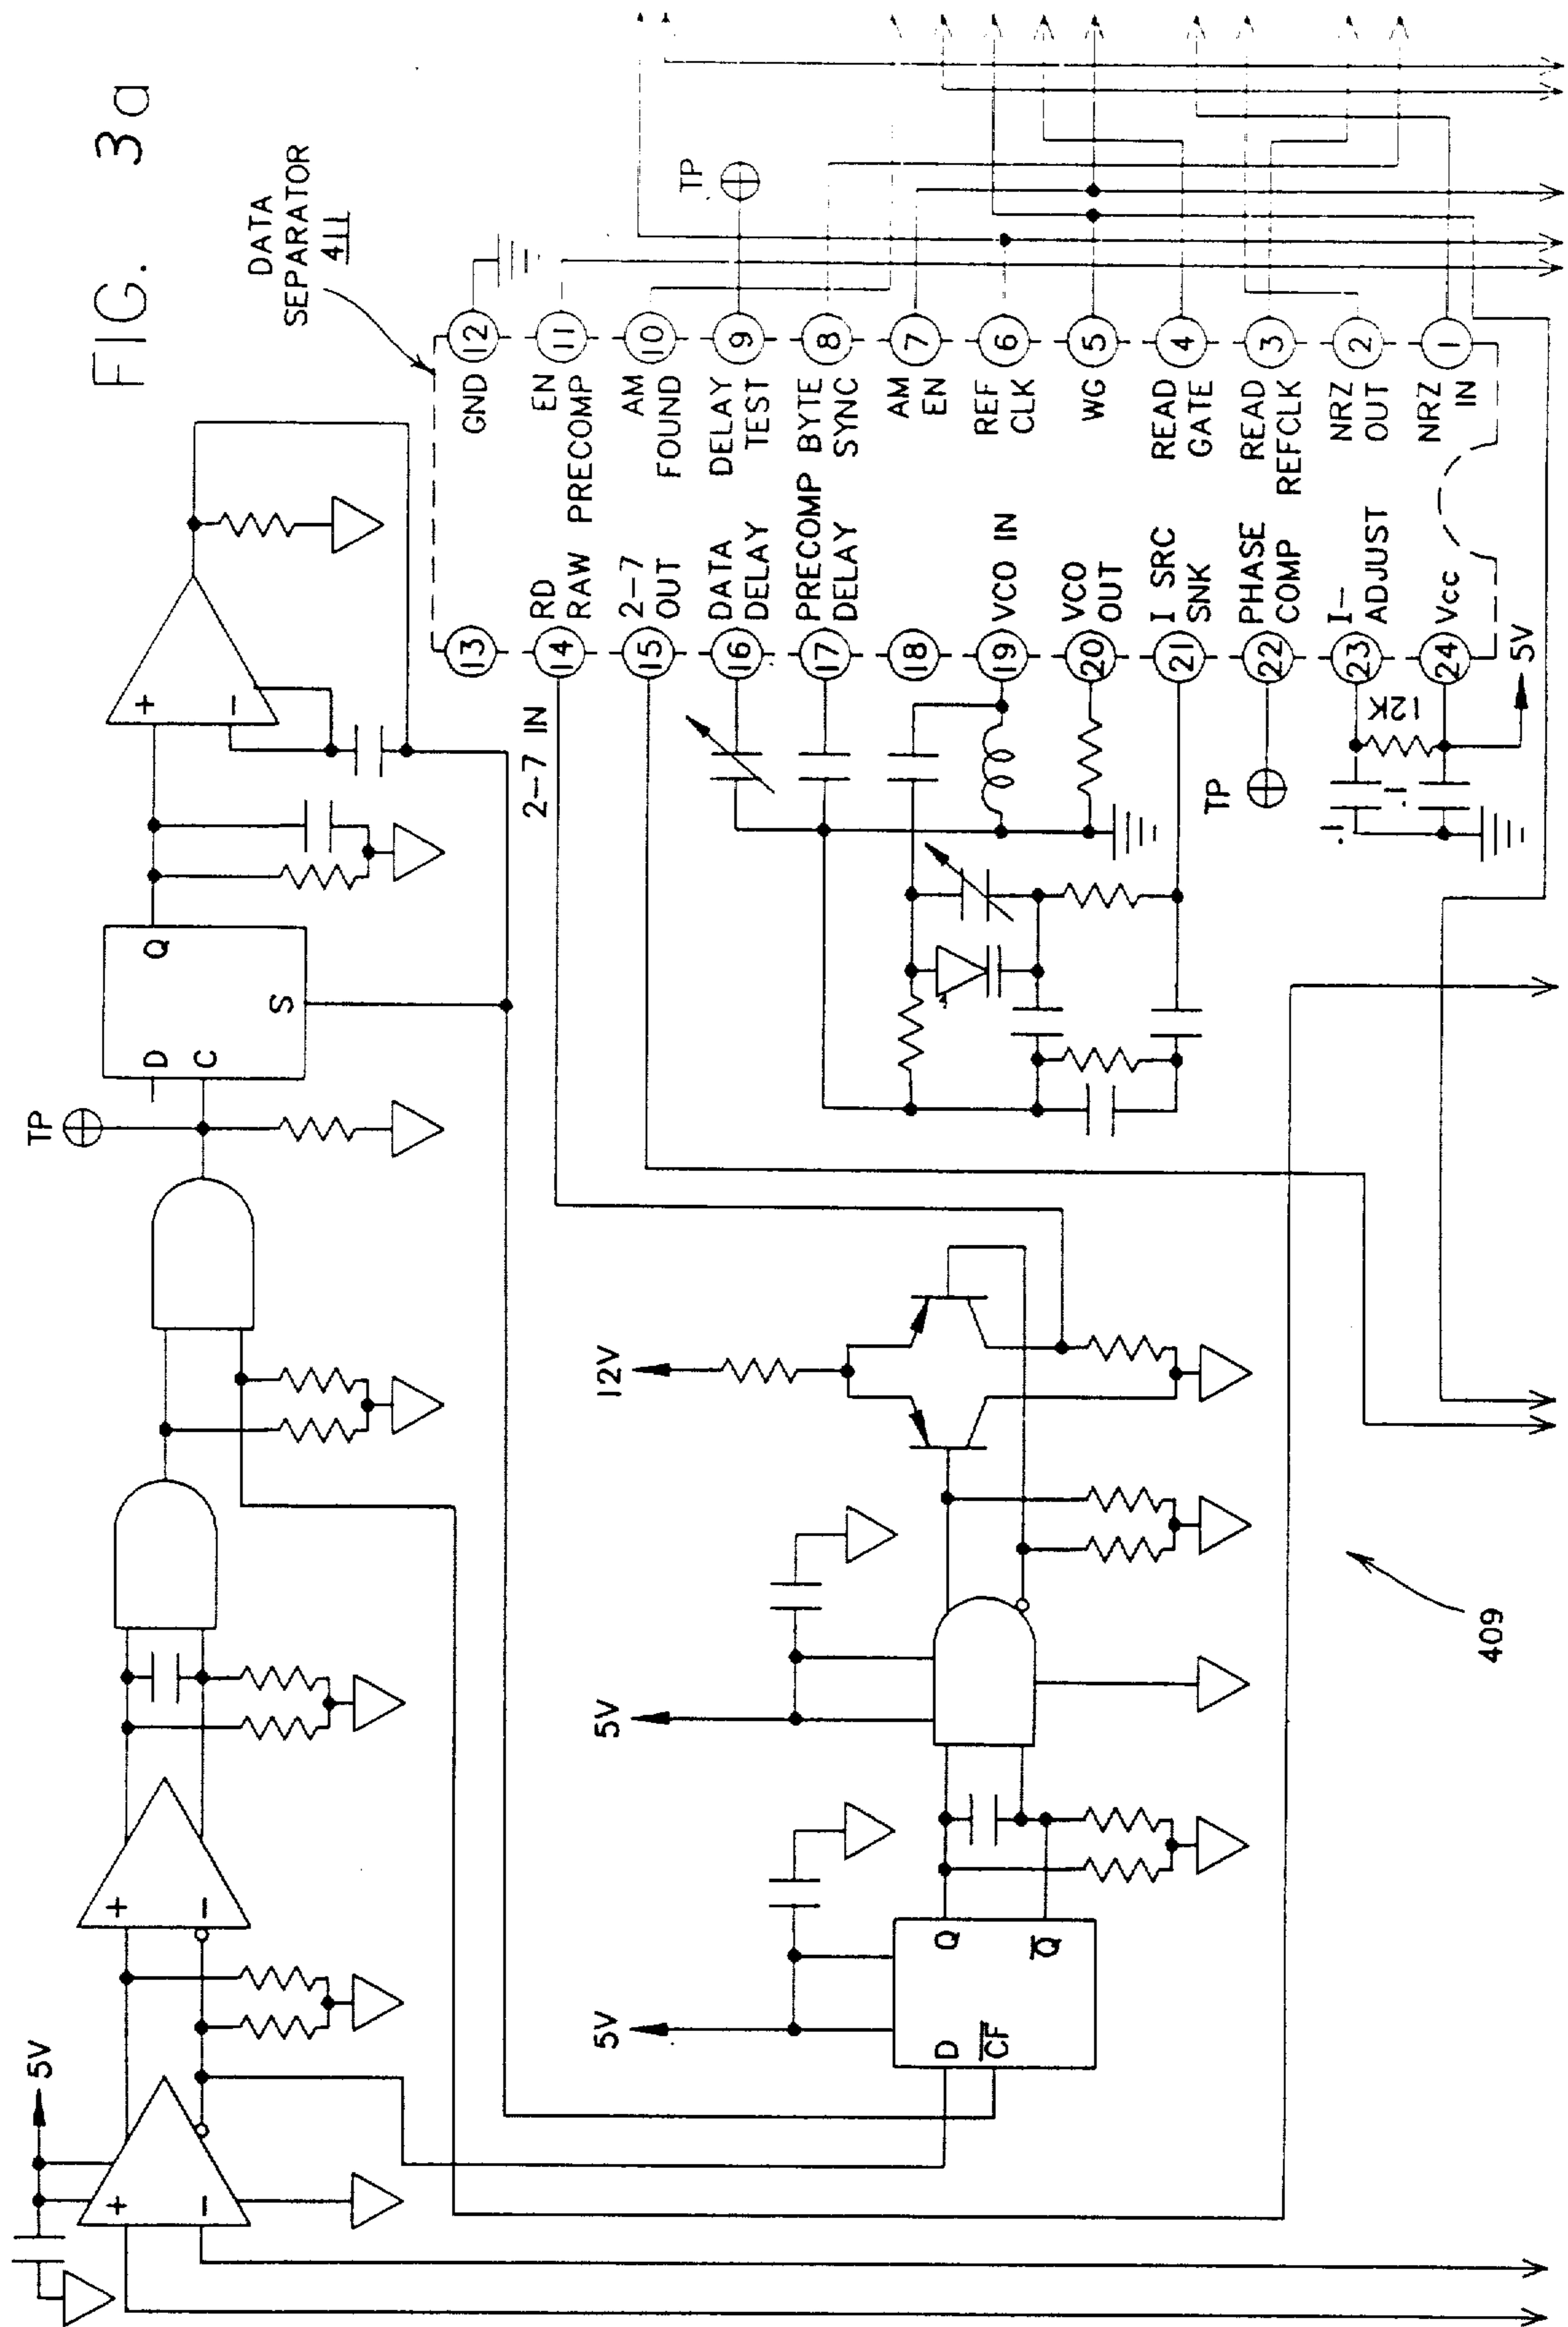 FIG. 3a
DATA
SEPARATOR
411
TP
D
C
Q
S
+
−
+
−
+
−
5V
2-7 IN
12V
5V
5V
D
CF
Q
Q
409
13
14
15
16
17
18
19
20
21
22
23
24
RD
RAW
2-7
OUT
DATA
DELAY
PRECOMP
DELAY
VCO IN
VCO
OUT
I SRC
SNK
PHASE
COMP
I-
ADJUST
Vcc
GND
EN
PRECOMP
AM
FOUND
DELAY
TEST
BYTE
SYNC
AM
EN
REF
CLK
WG
READ
GATE
READ
REFCLK
NRZ
OUT
NRZ
IN
12
11
10
9
8
7
6
5
4
3
2
1
TP
TP
12K
.1
.1
5V